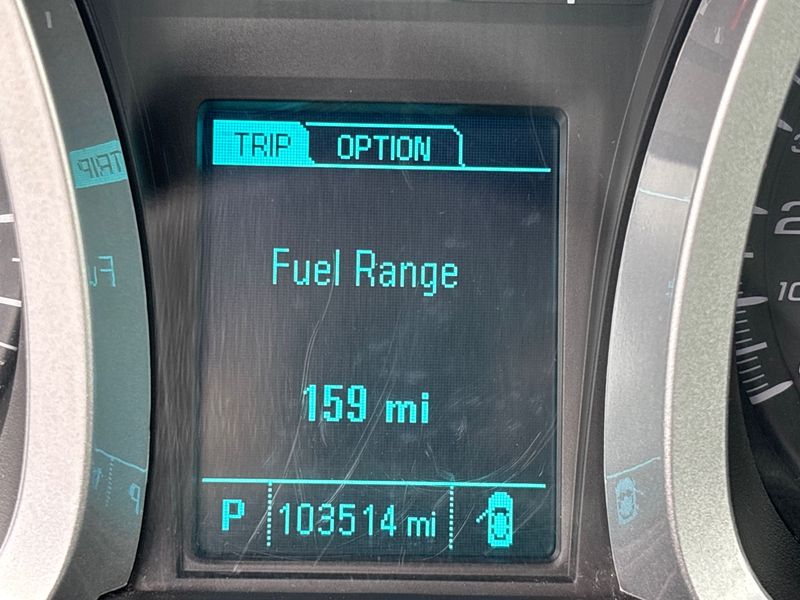 TRIP OPTION
Fuel Range
159 mi
P 103514 mi